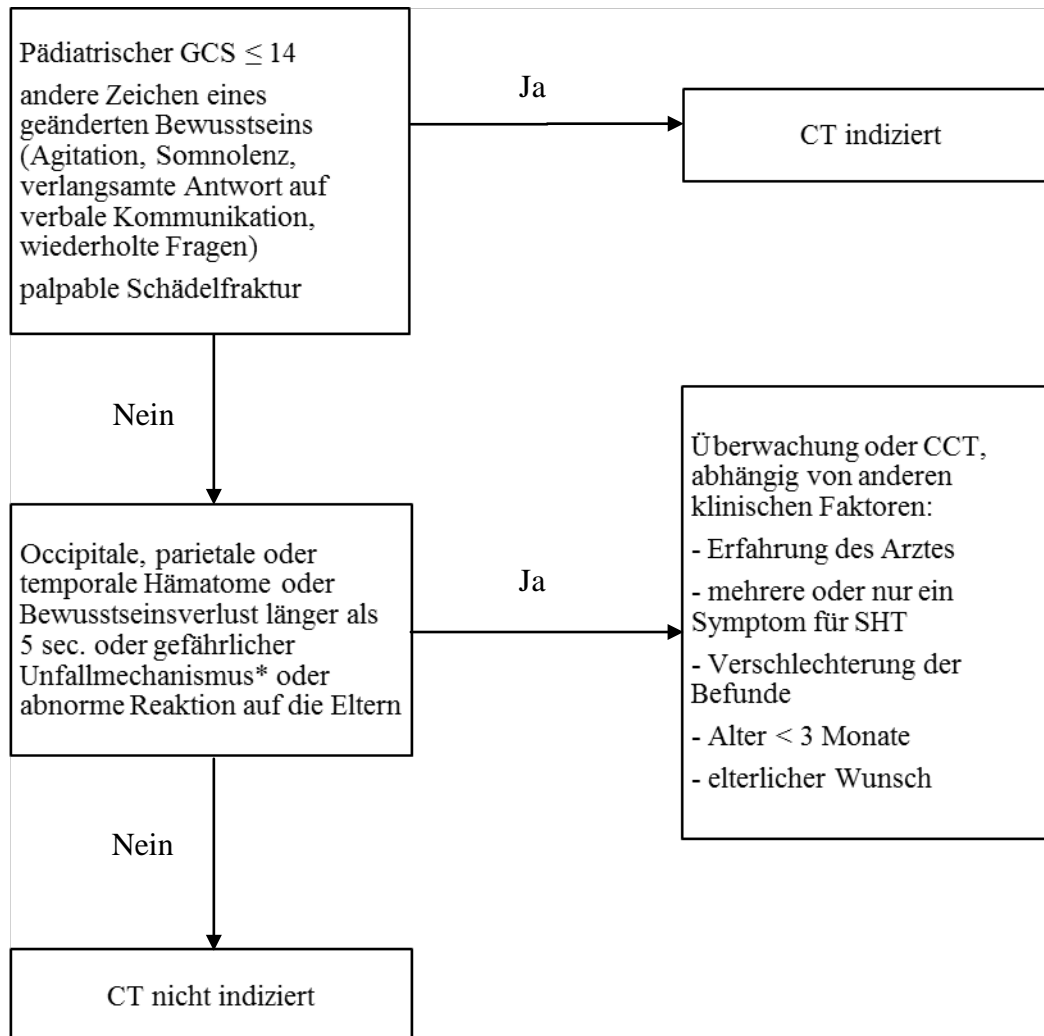 Pädiatrischer GCS ≤ 14
andere Zeichen eines
geänderten Bewusstseins
(Agitation, Somnolenz,
verlangsamte Antwort auf
verbale Kommunikation,
wiederholte Fragen)
palpable Schädelfraktur
Ja
CT indiziert
Nein
Occipitale, parietale oder
temporale Hämatome oder
Bewusstseinsverlust länger als
5 sec. oder gefährlicher
Unfallmechanismus* oder
abnorme Reaktion auf die Eltern
Ja
Überwachung oder CCT,
abhängig von anderen
klinischen Faktoren:
- Erfahrung des Arztes
- mehrere oder nur ein
Symptom für SHT
- Verschlechterung der
Befunde
- Alter < 3 Monate
- elterlicher Wunsch
Nein
CT nicht indiziert